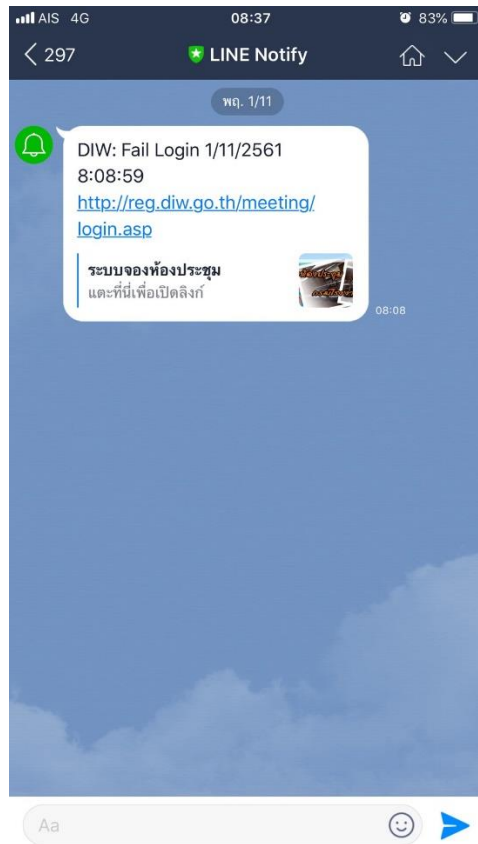 AIS 4G 08:37 83%
297 LINE Notify
พฤ. 1/11
DIW: Fail Login 1/11/2561
8:08:59
http://reg.diw.go.th/meeting/
login.asp
ระบบจองห้องประชุม
แตะที่นี่เพื่อเปิดลิงก์
08:08
Aa